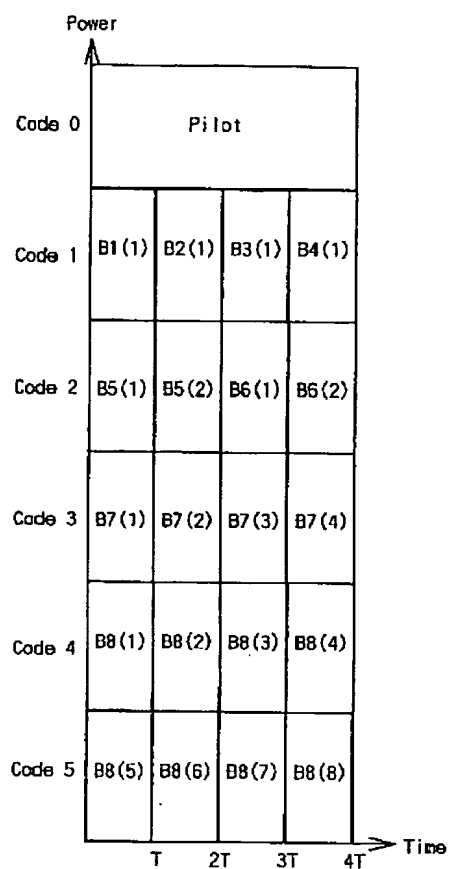 Power
Code 0 Pilot
Code 1 B1(1) B2(1) B3(1) B4(1)
Code 2 B5(1) B5(2) B6(1) B6(2)
Code 3 B7(1) B7(2) B7(3) B7(4)
Code 4 B8(1) B8(2) B8(3) B8(4)
Code 5 B8(5) B8(6) B8(7) B8(8)
T 2T 3T 4T Time